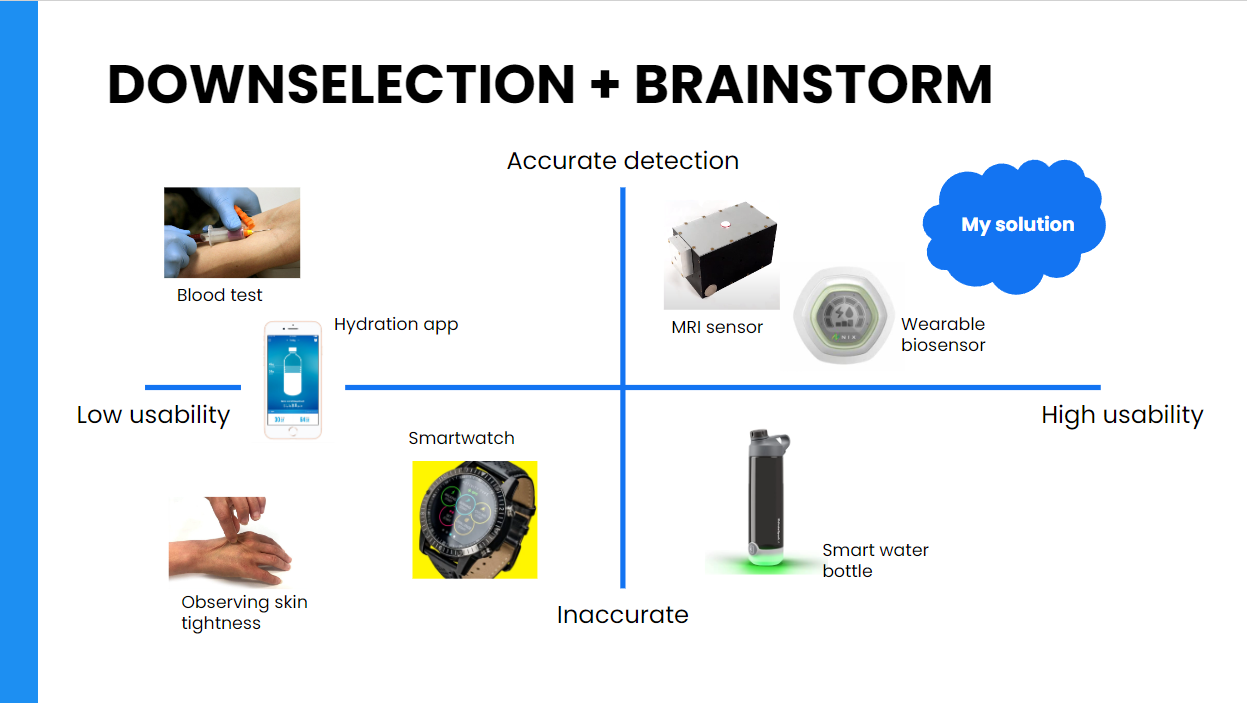 DOWNSELECTION + BRAINSTORM
Accurate detection
My solution
Blood test
Hydration app
MRI sensor
Wearable
biosensor
NIX
Low usability
High usability
Smartwatch
Smart water
bottle
Observing skin
tightness
Inaccurate